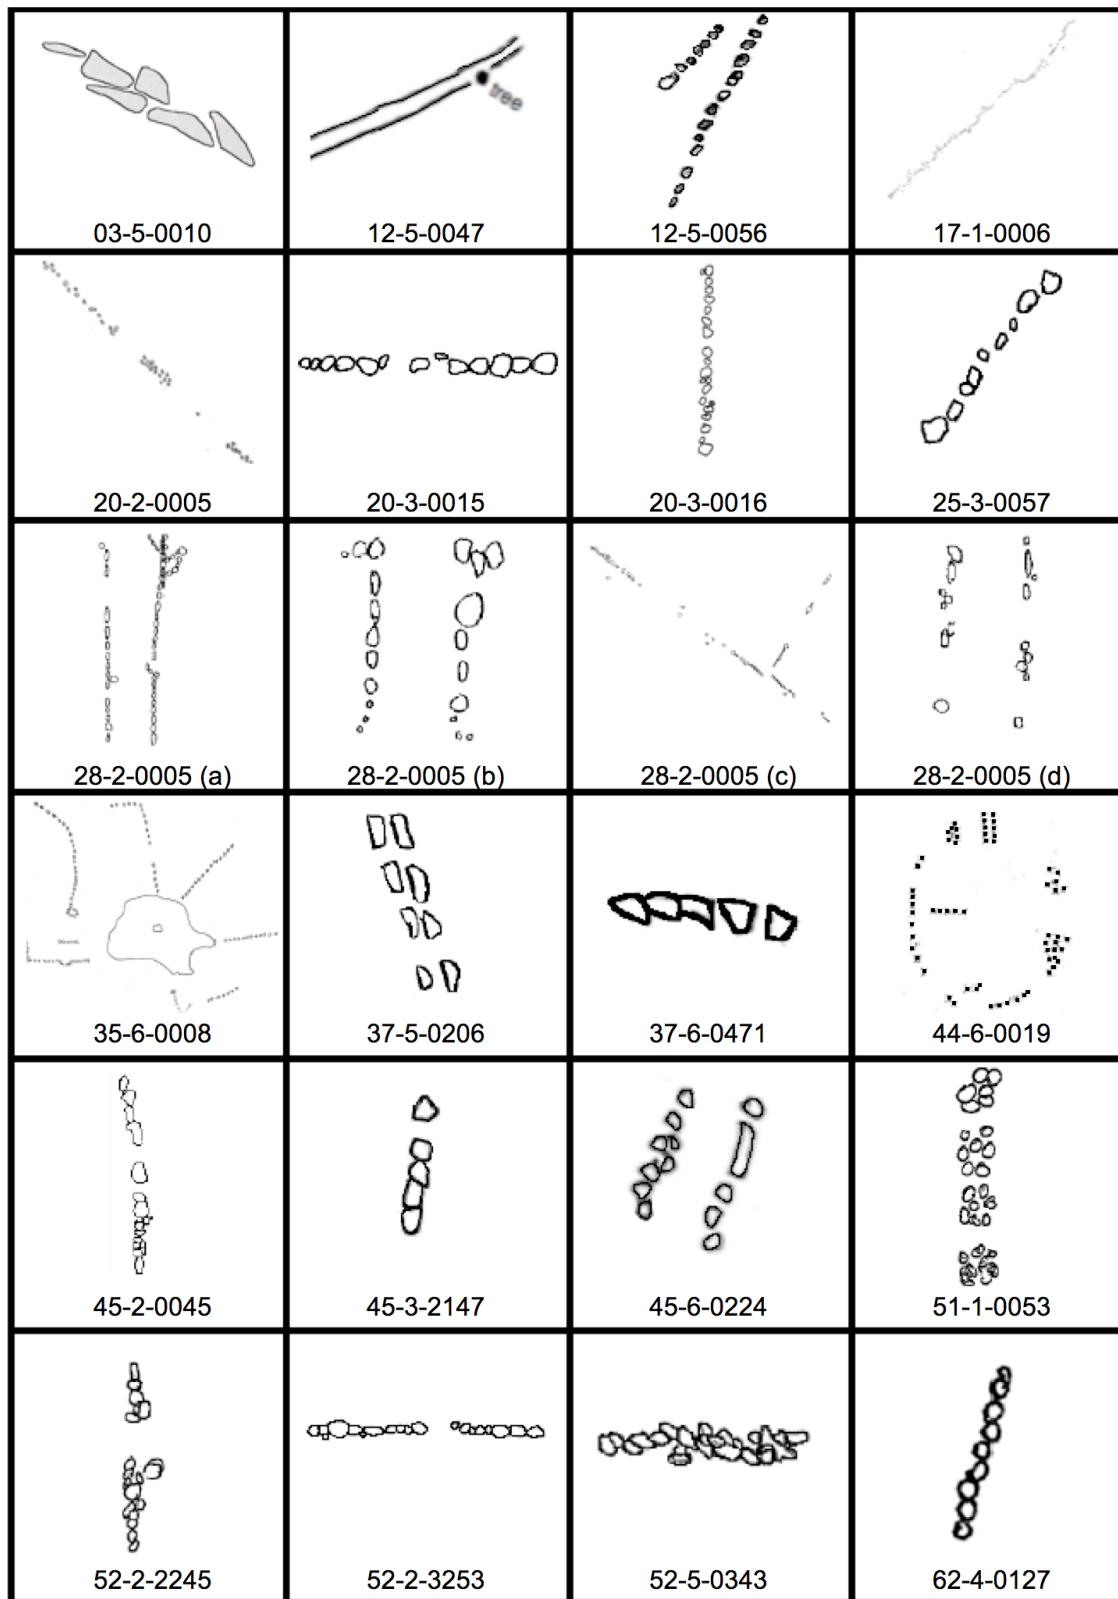 tree
03-5-0010 12-5-0047 12-5-0056 17-1-0006
20-2-0005 20-3-0015 20-3-0016 25-3-0057
28-2-0005 (a) 28-2-0005 (b) 28-2-0005 (c) 28-2-0005 (d)
35-6-0008 37-5-0206 37-6-0471 44-6-0019
45-2-0045 45-3-2147 45-6-0224 51-1-0053
52-2-2245 52-2-3253 52-5-0343 62-4-0127